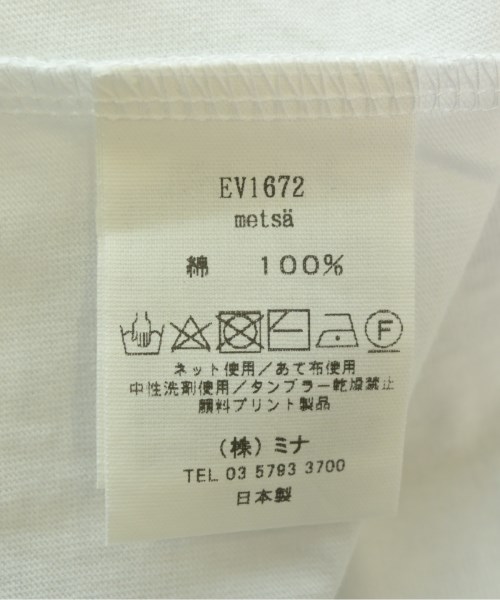 EV1672
metsä
綿 100%
F
ネット使用／あて布使用
中性洗剤使用／タンブラー乾燥禁止
顔料プリント製品
（株）ミナ
TEL 03 5793 3700
日本製